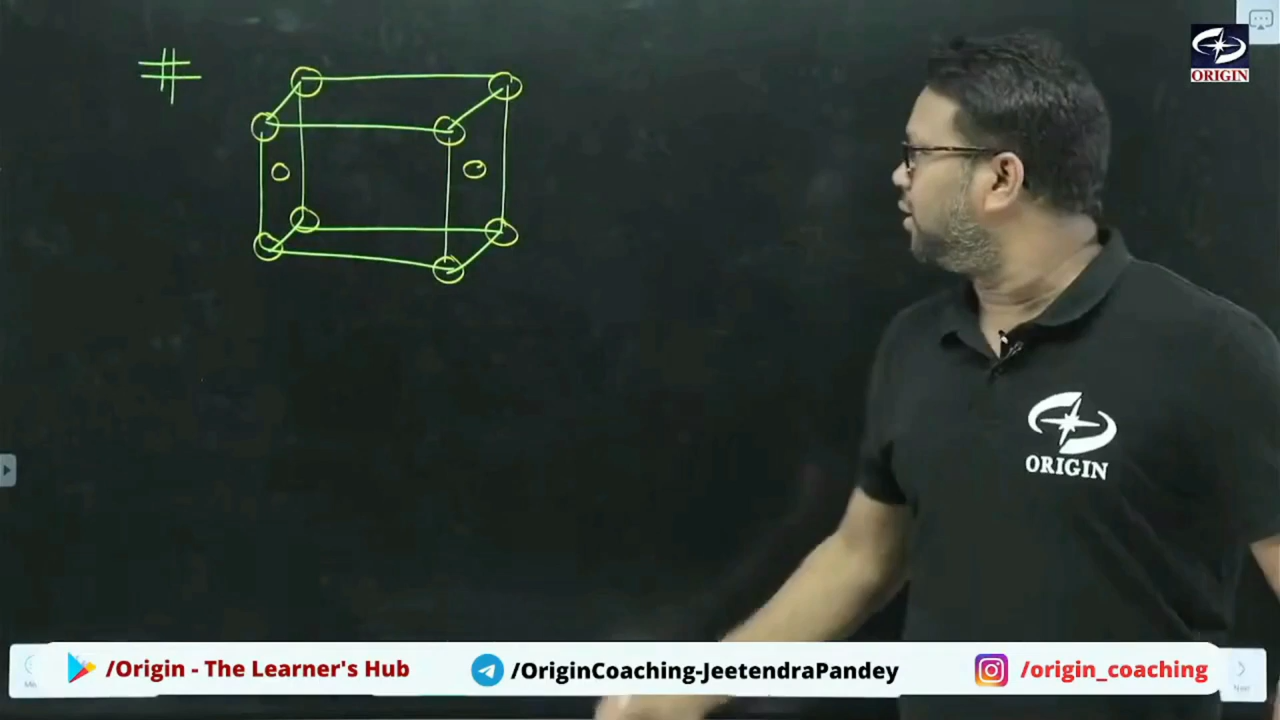 #
ORIGIN
ORIGIN
/Origin - The Learner's Hub
/OriginCoaching-JeetendraPandey
/origin_coaching